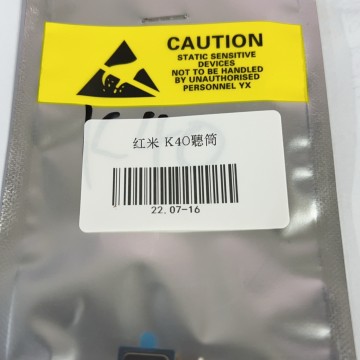 CAUTION
STATIC SENSITIVE
DEVICES
NOT TO BE HANDLED
BY UNAUTHORISED
PERSONNEL YX
红米 K40聽筒
22.07-16